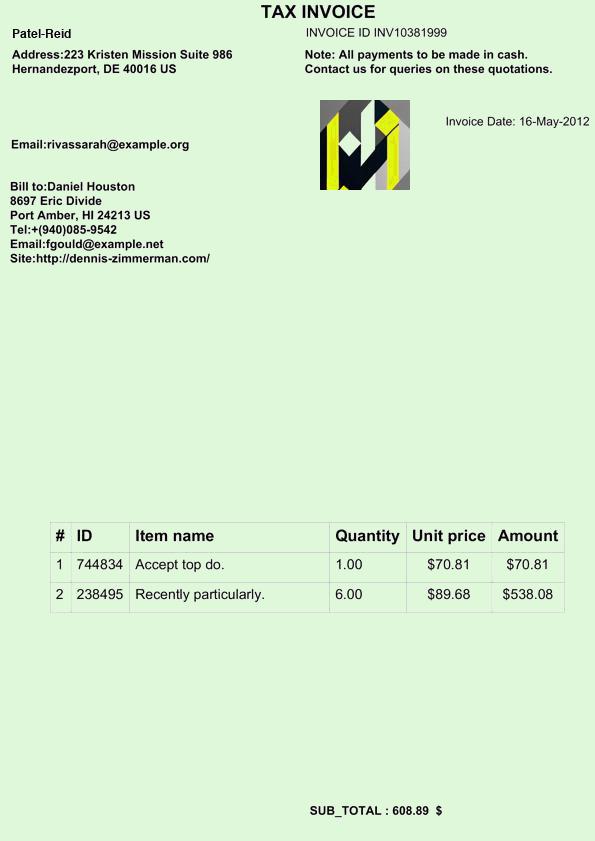 TAX INVOICE
Patel-Reid
INVOICE ID INV10381999
Address:223 Kristen Mission Suite 986
Hernandezport, DE 40016 US
Note: All payments to be made in cash.
Contact us for queries on these quotations.
Invoice Date: 16-May-2012
Email:rivassarah@example.org
Bill to:Daniel Houston
8697 Eric Divide
Port Amber, HI 24213 US
Tel:+(940)085-9542
Email:fgould@example.net
Site:http://dennis-zimmerman.com/
# ID Item name Quantity Unit price Amount
1 744834 Accept top do. 1.00 $70.81 $70.81
2 238495 Recently particularly. 6.00 $89.68 $538.08
SUB_TOTAL : 608.89 $